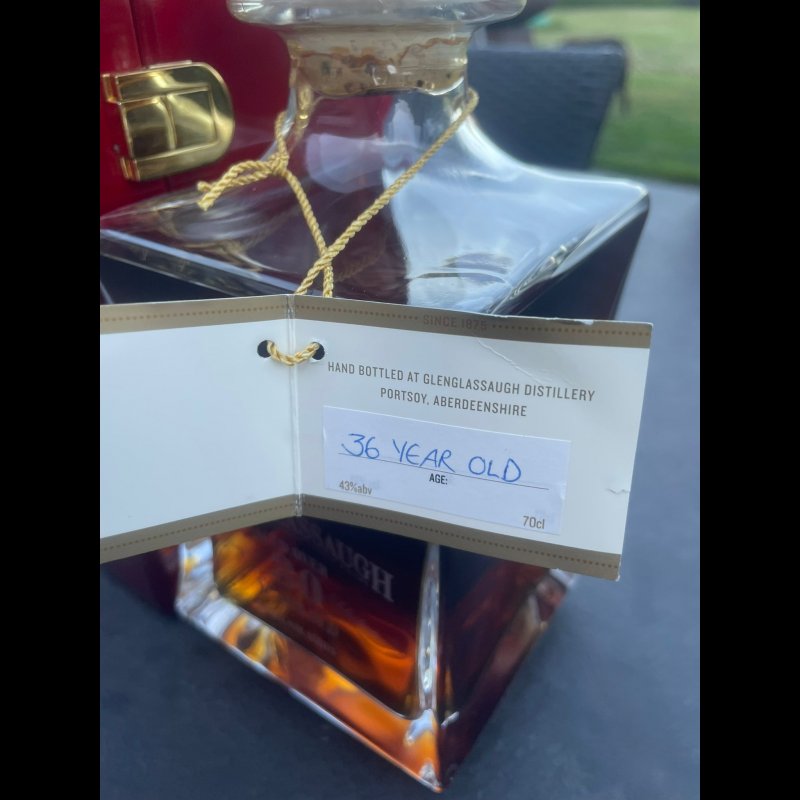 SINCE 1875
HAND BOTTLED AT GLENGLASSAUGH DISTILLERY
PORTSOY, ABERDEENSHIRE
36 YEAR OLD
AGE:
43%abv
70cl